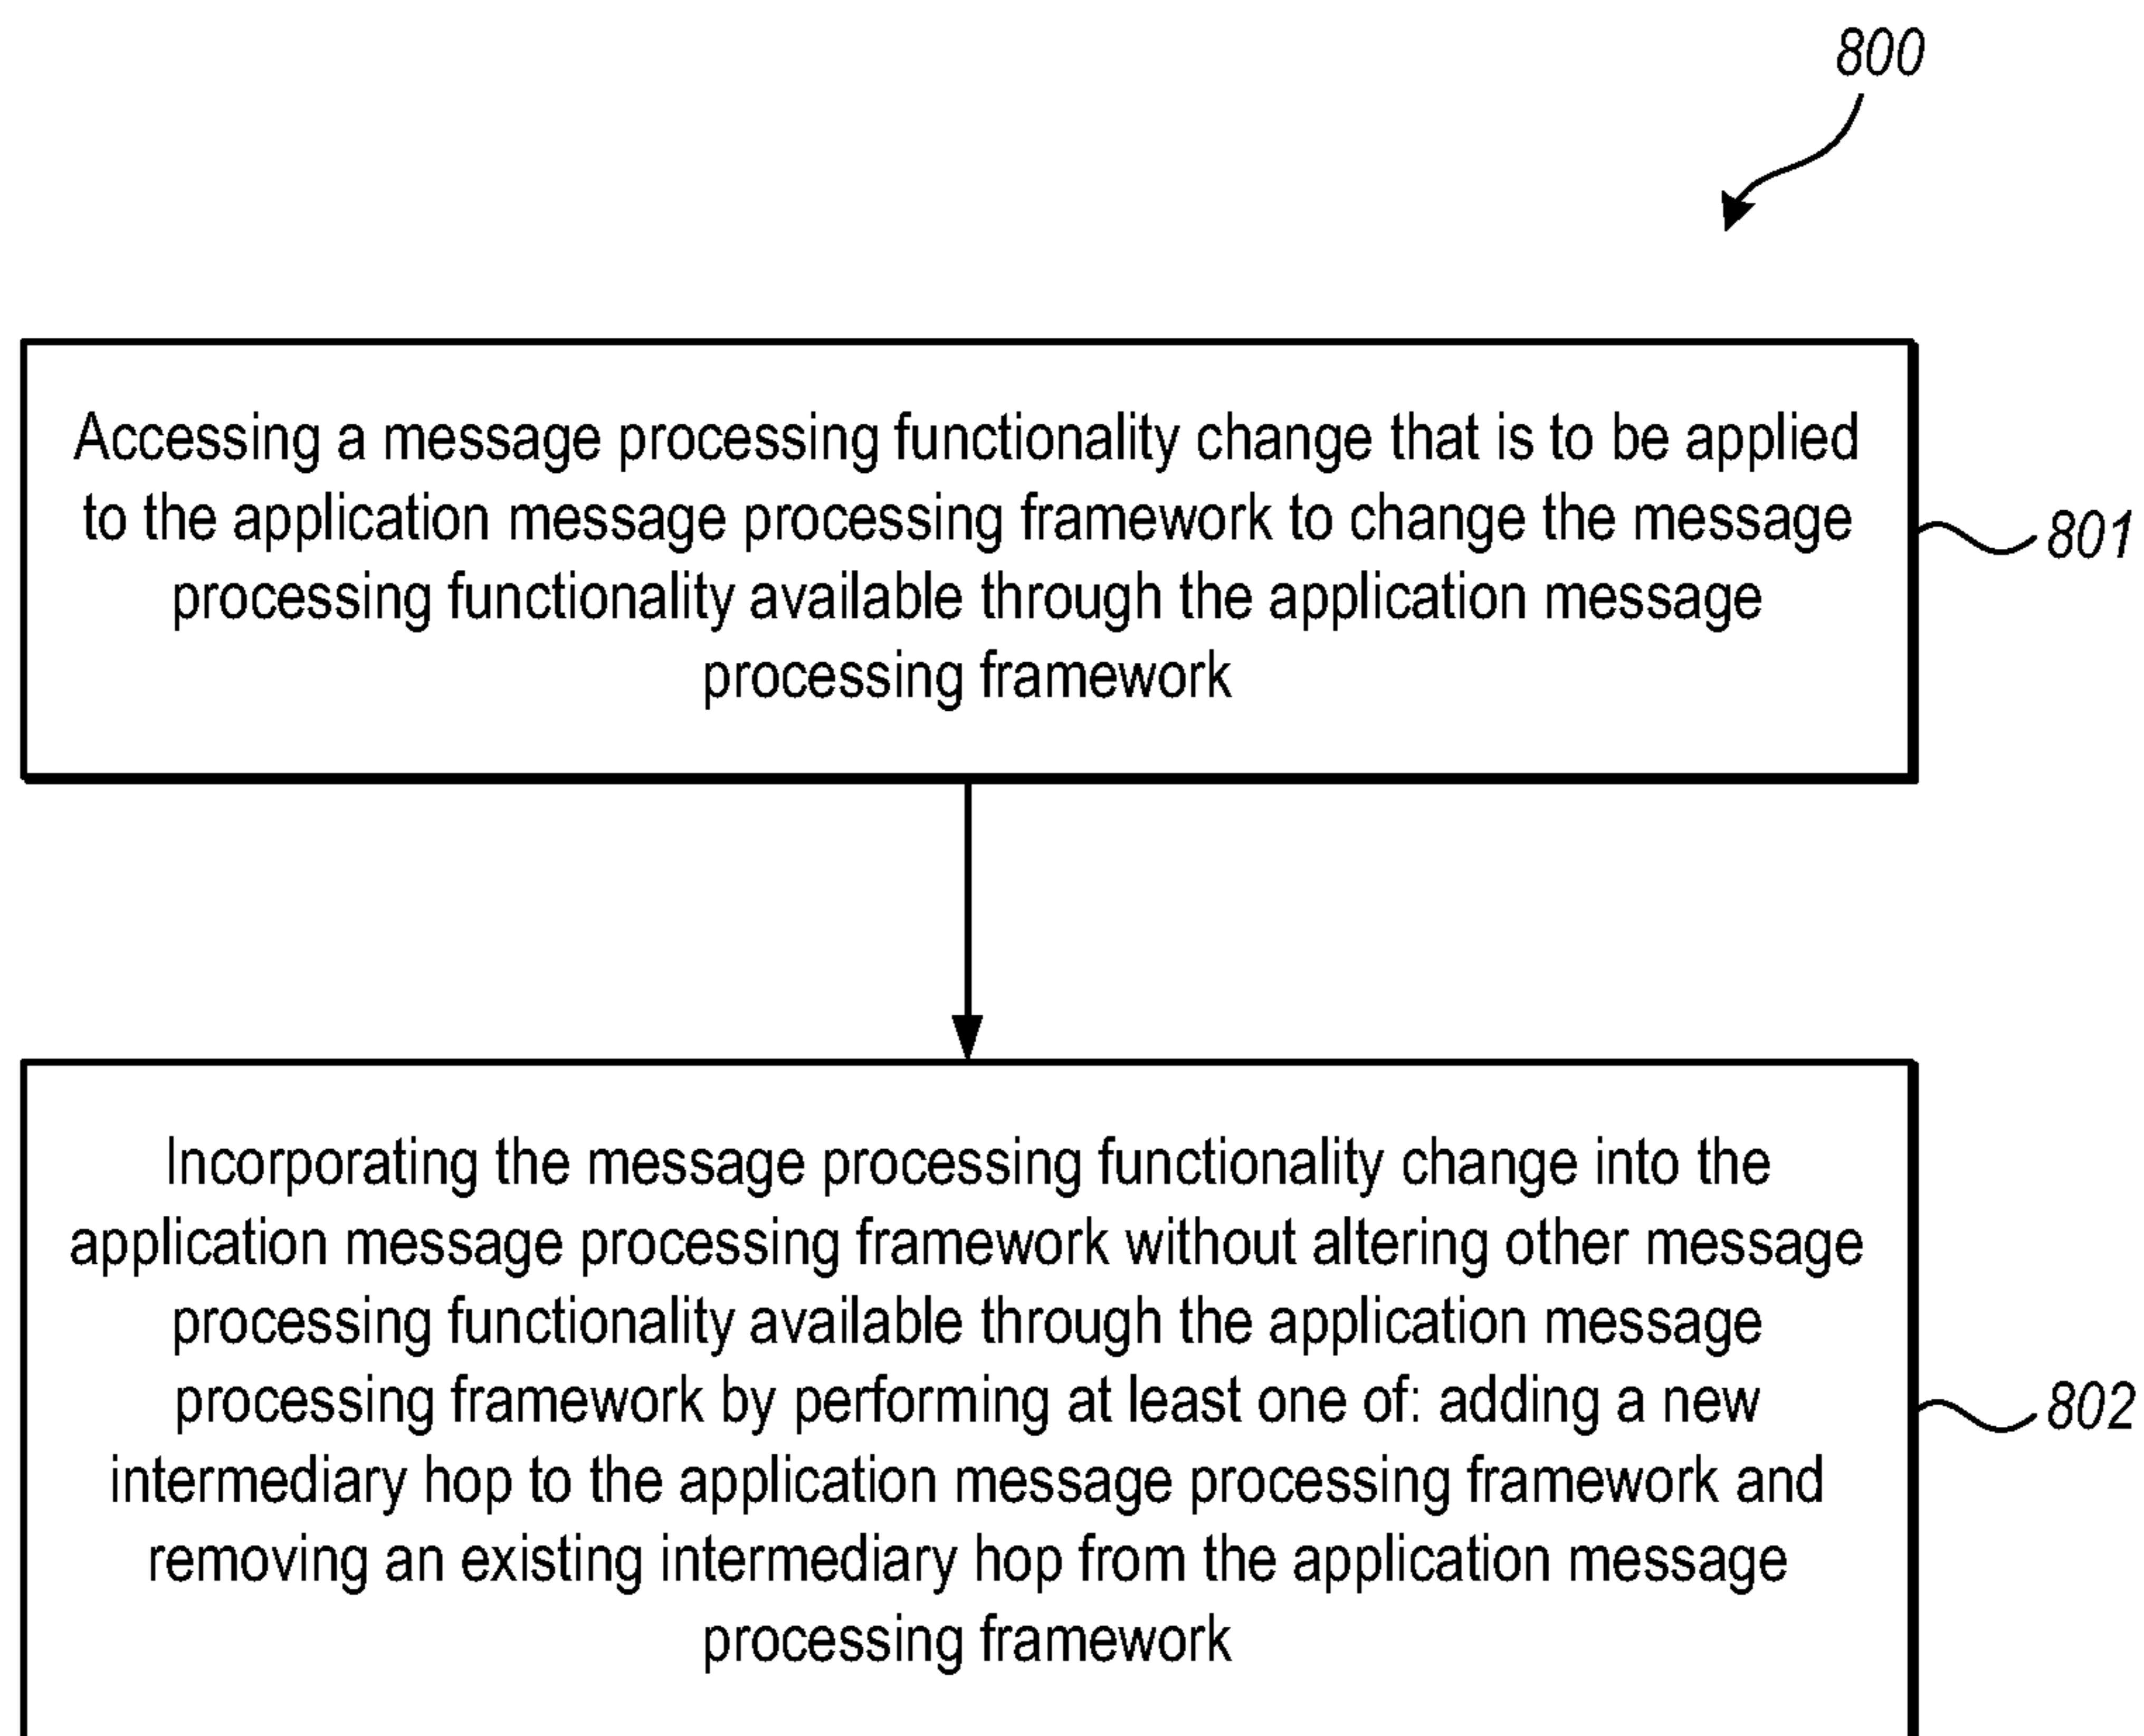 800
Accessing a message processing functionality change that is to be applied
to the application message processing framework to change the message
processing functionality available through the application message
processing framework
801
Incorporating the message processing functionality change into the
application message processing framework without altering other message
processing functionality available through the application message
processing framework by performing at least one of: adding a new
intermediary hop to the application message processing framework and
removing an existing intermediary hop from the application message
processing framework
802